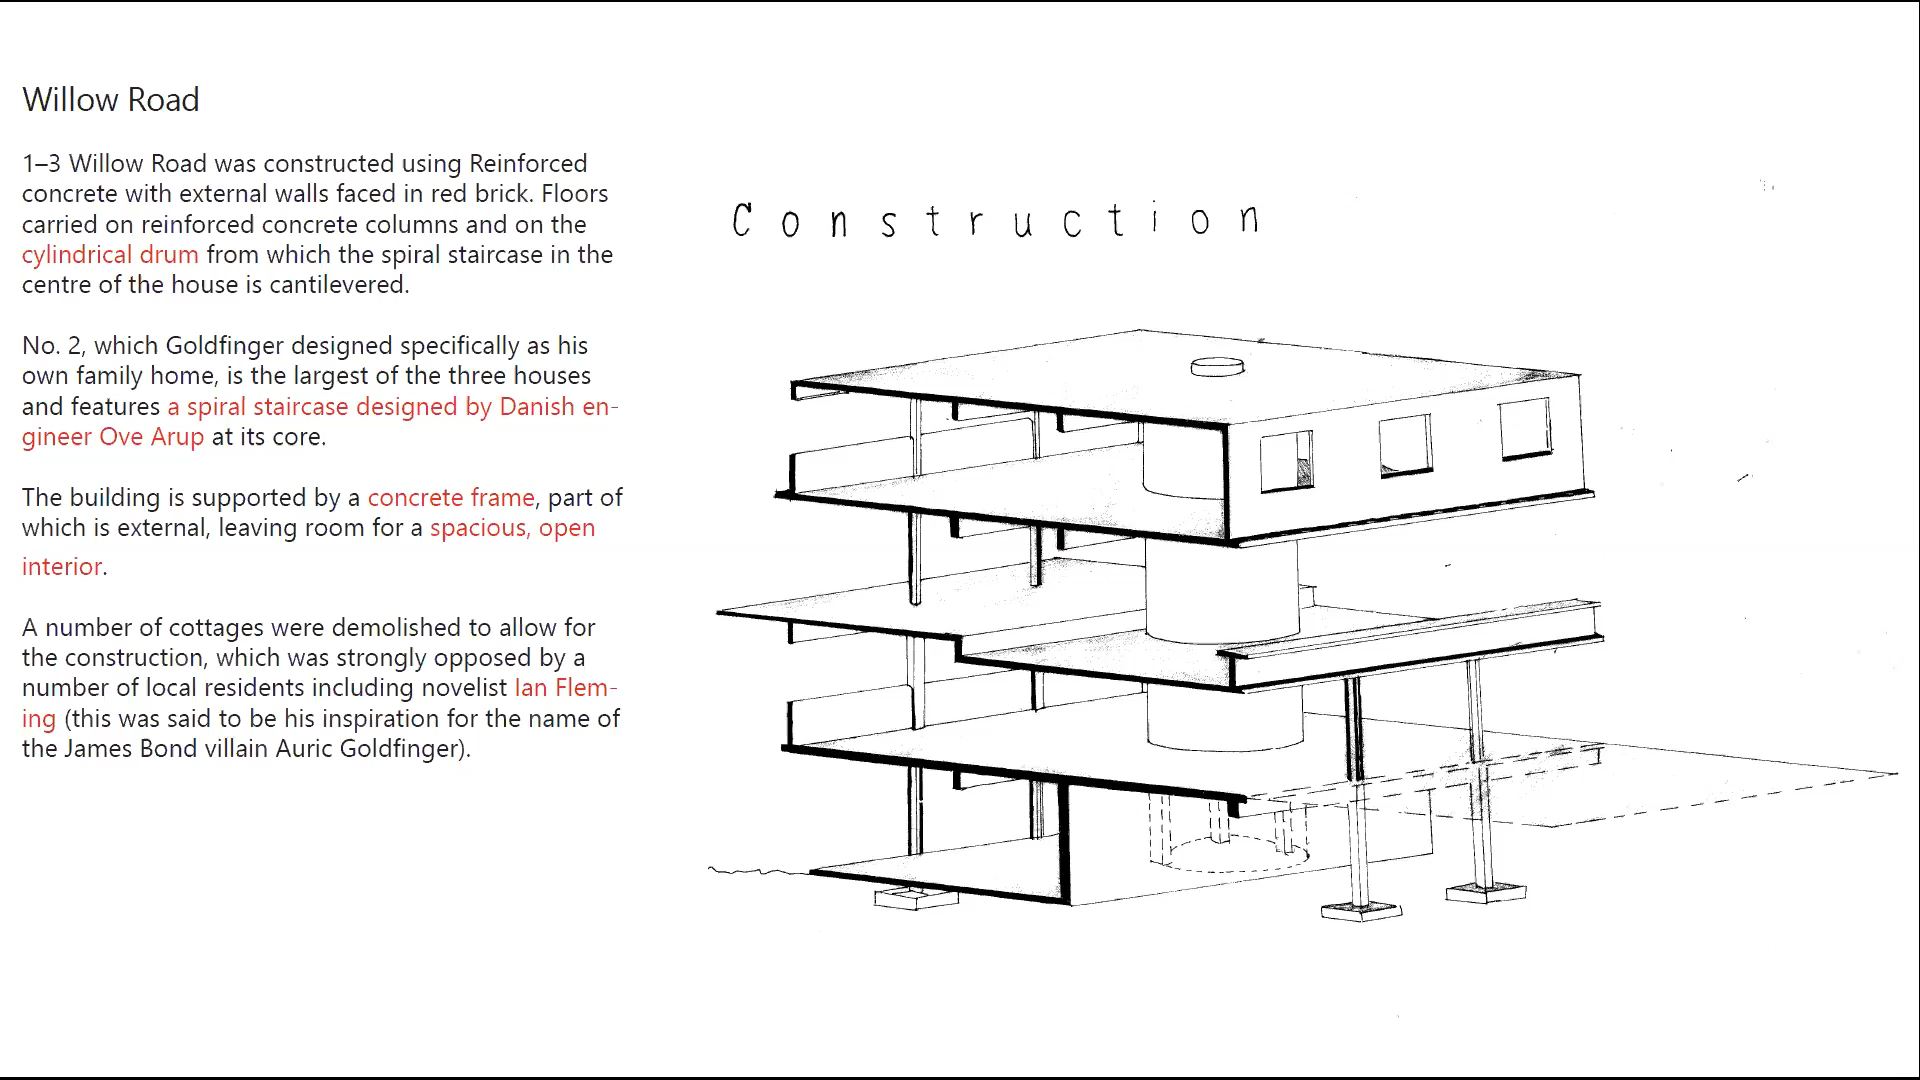 Willow Road
1–3 Willow Road was constructed using Reinforced
concrete with external walls faced in red brick. Floors
carried on reinforced concrete columns and on the
cylindrical drum from which the spiral staircase in the
centre of the house is cantilevered.
No. 2, which Goldfinger designed specifically as his
own family home, is the largest of the three houses
and features a spiral staircase designed by Danish en-
gineer Ove Arup at its core.
The building is supported by a concrete frame, part of
which is external, leaving room for a spacious, open
interior.
A number of cottages were demolished to allow for
the construction, which was strongly opposed by a
number of local residents including novelist Ian Flem-
ing (this was said to be his inspiration for the name of
the James Bond villain Auric Goldfinger).
Construction